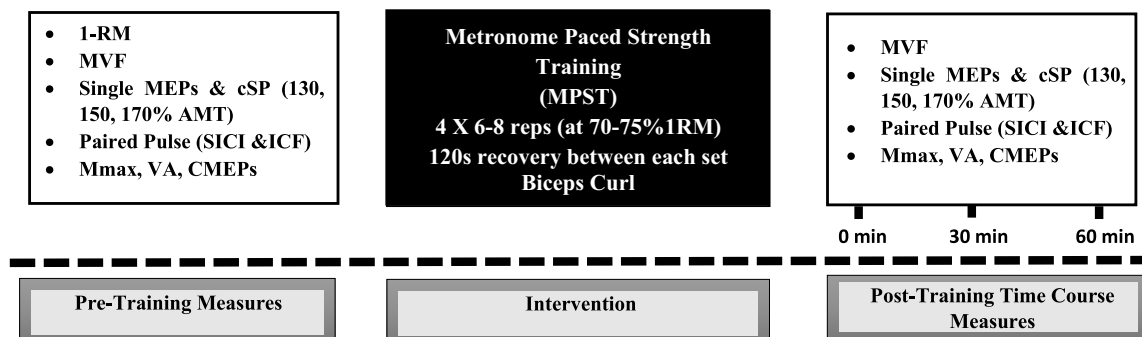 • 1-RM
• MVF
• Single MEPs & cSP (130,
150, 170% AMT)
• Paired Pulse (SICI &ICF)
• Mmax, VA, CMEPs
Metronome Paced Strength
Training
(MPST)
4 X 6-8 reps (at 70-75%1RM)
120s recovery between each set
Biceps Curl
• MVF
• Single MEPs & cSP (130,
150, 170% AMT)
• Paired Pulse (SICI &ICF)
• Mmax, VA, CMEPs
0 min 30 min 60 min
Pre-Training Measures
Intervention
Post-Training Time Course
Measures